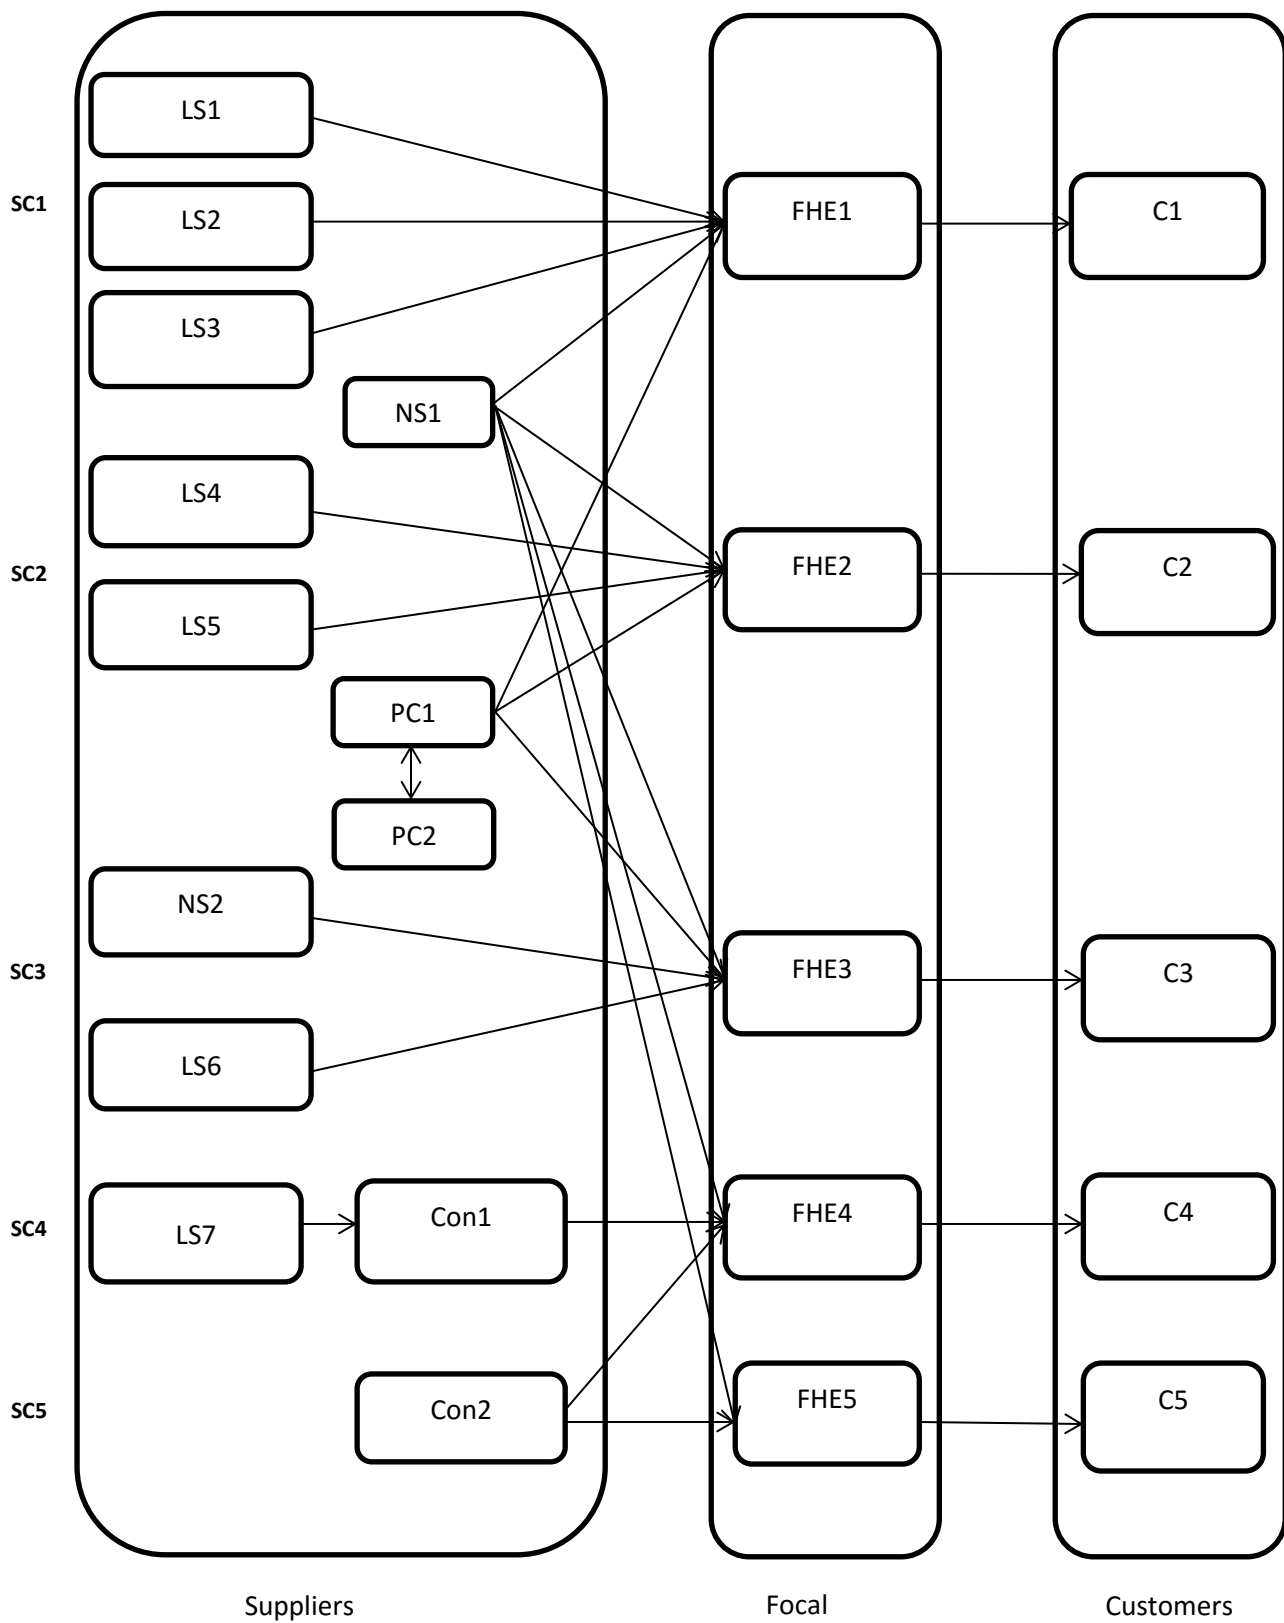 LS1
SC1
LS2
FHE1
C1
LS3
NS1
LS4
SC2
FHE2
C2
LS5
PC1
PC2
NS2
SC3
FHE3
C3
LS6
SC4
LS7
Con1
FHE4
C4
SC5
Con2
FHE5
C5
Suppliers
Focal
Customers